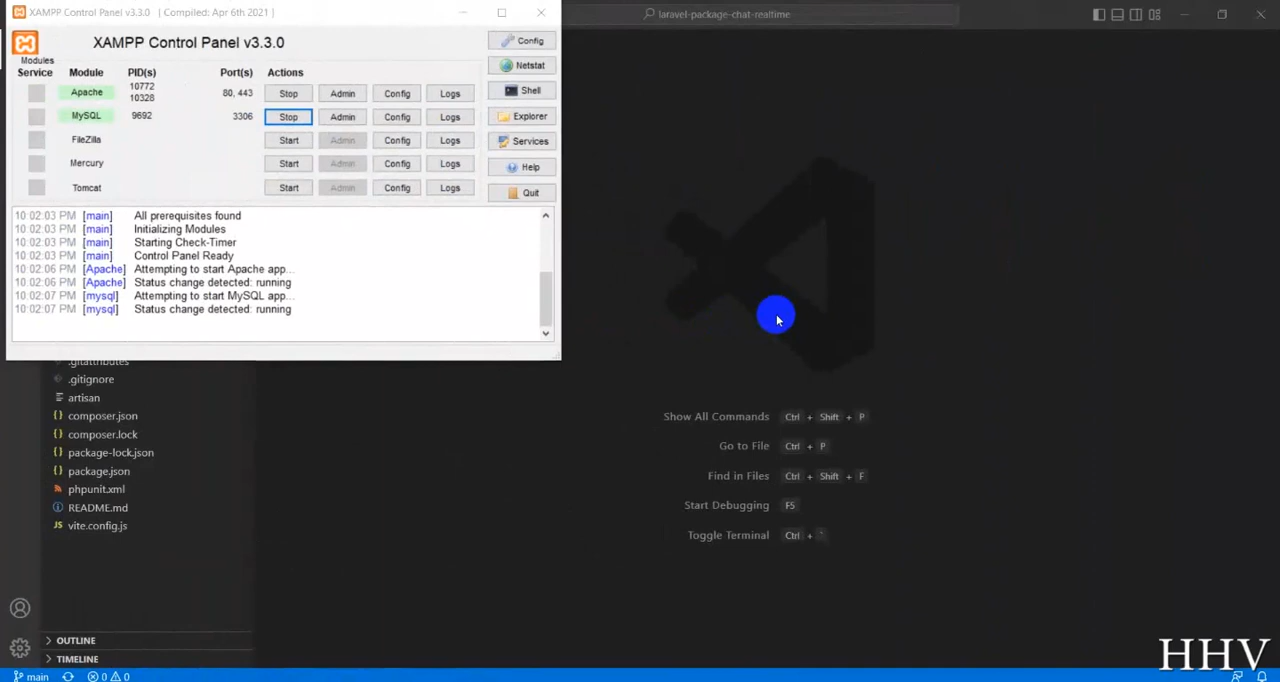 XAMPP Control Panel v3.3.0 [ Compiled: Apr 6th 2021 ]
laravel-package-chat-realtime
XAMPP Control Panel v3.3.0
Config
Modules
Service Module PID(s) Port(s) Actions
Netstat
Apache 10772 10328 80, 443 Stop Admin Config Logs
Shell
MySQL 9692 3306 Stop Admin Config Logs
Explorer
FileZilla Start Admin Config Logs
Services
Mercury Start Admin Config Logs
Help
Tomcat Start Admin Config Logs
Quit
10:02:03 PM [main] All prerequisites found
10:02:03 PM [main] Initializing Modules
10:02:03 PM [main] Starting Check-Timer
10:02:03 PM [main] Control Panel Ready
10:02:06 PM [Apache] Attempting to start Apache app...
10:02:06 PM [Apache] Status change detected: running
10:02:07 PM [mysql] Attempting to start MySQL app...
10:02:07 PM [mysql] Status change detected: running
.gitattributes
.gitignore
artisan
{} composer.json
{} composer.lock
{} package-lock.json
{} package.json
phpunit.xml
README.md
JS vite.config.js
Show All Commands Ctrl + Shift + P
Go to File Ctrl + P
Find in Files Ctrl + Shift + F
Start Debugging F5
Toggle Terminal Ctrl + `
OUTLINE
TIMELINE
main 0 0
HHV